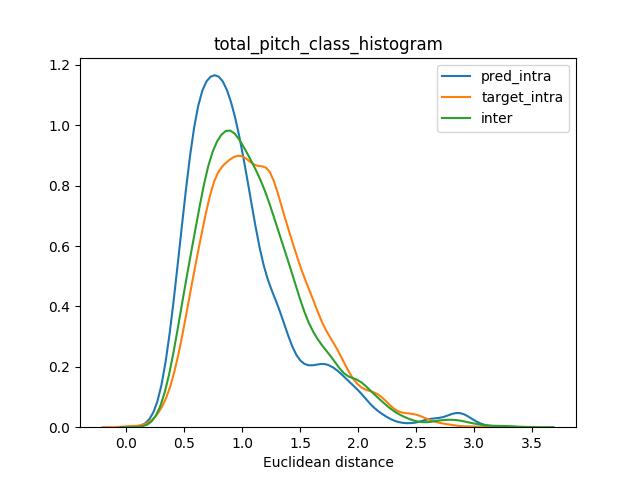 total_pitch_class_histogram
pred_intra
target_intra
inter
1.2
1.0
0.8
0.6
0.4
0.2
0.0
0.0 0.5 1.0 1.5 2.0 2.5 3.0 3.5
Euclidean distance